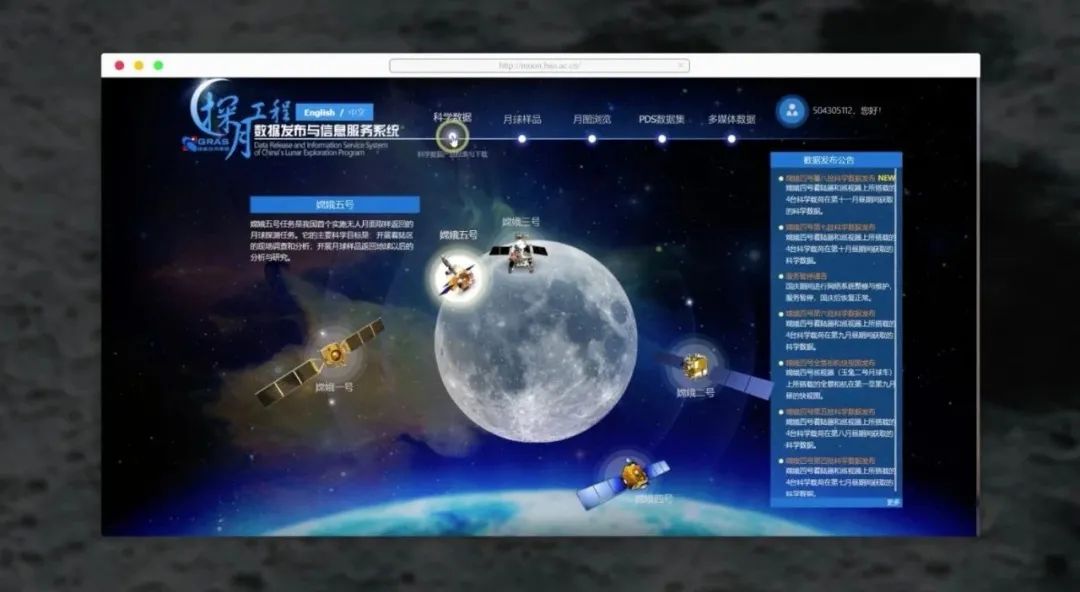 http://moon.bao.ac.cn/
探月工程
English / 中文
数据发布与信息服务系统
Data Release and Information Service System
of China's Lunar Exploration Program
GRAS
科学数据
月球样品
月图浏览
PDS数据集
多媒体数据
504305112，您好!
嫦娥五号
嫦娥五号任务是我国首个实施无人月面取样返回的
月球探测任务。它的主要科学目标：开展着陆区
的现场调查和分析；开展月球样品返回地球以后的
分析与研究。
嫦娥五号
嫦娥三号
嫦娥一号
嫦娥二号
嫦娥四号
数据发布公告
嫦娥四号第八批科学数据发布 NEW
嫦娥四号着陆器和巡视器上所搭载的
4台科学载荷在第十一月昼期间获取
的科学数据。
嫦娥四号第七批科学数据发布
嫦娥四号着陆器和巡视器上所搭载的
4台科学载荷在第十月昼期间获取的
科学数据。
服务暂停通告
国庆期间进行网络系统整修与维护，
服务暂停，国庆后恢复正常。
嫦娥四号第六批科学数据发布
嫦娥四号着陆器和巡视器上所搭载的
4台科学载荷在第九月昼期间获取的
科学数据。
嫦娥四号全景相机快视图发布
嫦娥四号巡视器（玉兔二号月球车）
上所搭载的全景相机在第一至第九月
昼的快视图。
嫦娥四号第五批科学数据发布
嫦娥四号着陆器和巡视器上所搭载的
4台科学载荷在第八月昼期间获取的
科学数据。
嫦娥四号第四批科学数据发布
嫦娥四号着陆器和巡视器上所搭载的
4台科学载荷在第七月昼期间获取的
科学数据。
更多